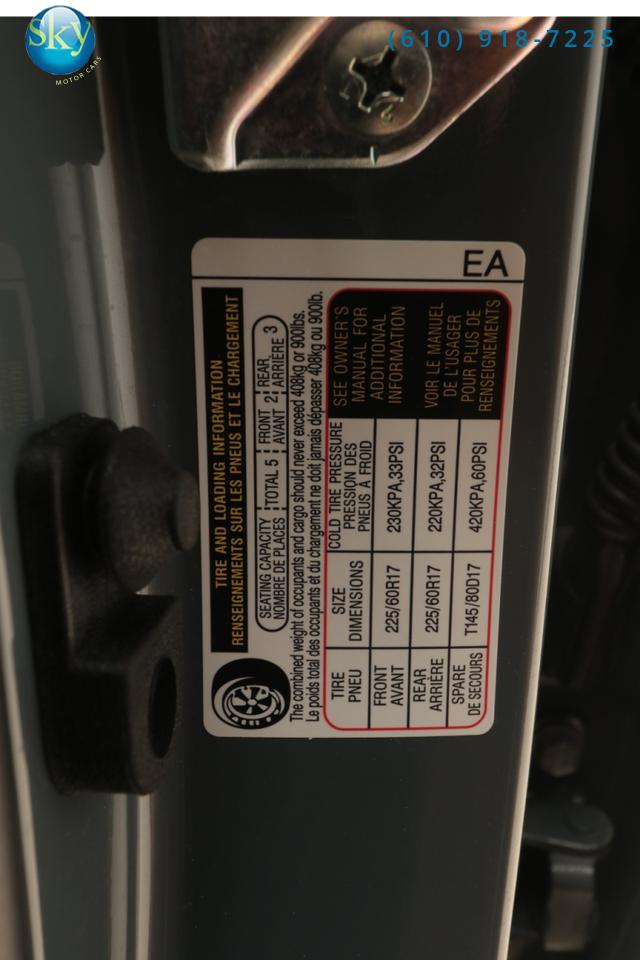 Sky
MOTOR CARS
(610) 918-7225
EA
TIRE AND LOADING INFORMATION
RENSEIGNEMENTS SUR LES PNEUS ET LE CHARGEMENT
SEATING CAPACITY TOTAL 5 FRONT 2 REAR 3
NOMBRE DE PLACES AVANT ARRIÈRE
The combined weight of occupants and cargo should never exceed 408kg or 900lbs.
Le poids total des occupants et du chargement ne doit jamais dépasser 408kg ou 900lb.
TIRE SIZE COLD TIRE PRESSURE
PNEU DIMENSIONS PRESSION DES
PNEUS À FROID
FRONT 225/60R17 230KPA,33PSI
AVANT
REAR 225/60R17 220KPA,32PSI
ARRIÈRE
SPARE T145/80D17 420KPA,60PSI
DE SECOURS
SEE OWNER'S
MANUAL FOR
ADDITIONAL
INFORMATION
VOIR LE MANUEL
DE L'USAGER
POUR PLUS DE
RENSEIGNEMENTS